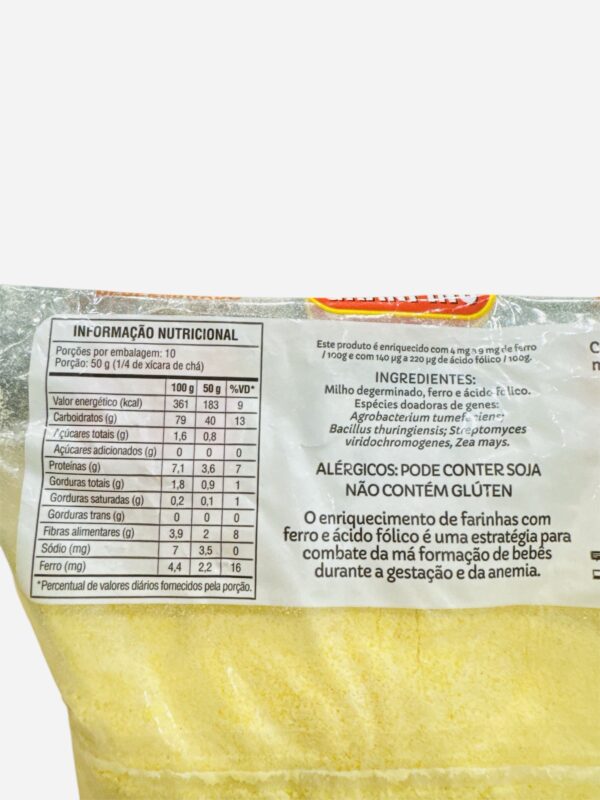 INFORMAÇÃO NUTRICIONAL
Porções por embalagem: 10
Porção: 50 g (1/4 de xícara de chá)
100 g 50 g %VD*
Valor energético (kcal) 361 183 9
Carboidratos (g) 79 40 13
Açúcares totais (g) 1,6 0,8
Açúcares adicionados (g) 0 0 0
Proteínas (g) 7,1 3,6 7
Gorduras totais (g) 1,8 0,9 1
Gorduras saturadas (g) 0,2 0,1 1
Gorduras trans (g) 0 0 0
Fibras alimentares (g) 3,9 2 8
Sódio (mg) 7 3,5 0
Ferro (mg) 4,4 2,2 16
*Percentual de valores diários fornecidos pela porção.
Este produto é enriquecido com 4 mg a 9 mg de ferro
/ 100g e com 140 µg a 220 µg de ácido fólico / 100g.
INGREDIENTES:
Milho degerminado, ferro e ácido fólico.
Espécies doadoras de genes:
Agrobacterium
Bacillus thuringiensis; Streptomyces
viridochromogenes, Zea mays.
ALÉRGICOS: PODE CONTER SOJA
NÃO CONTÉM GLÚTEN
O enriquecimento de farinhas com
ferro e ácido fólico é uma estratégia para
combate da má formação de bebês
durante a gestação e da anemia.